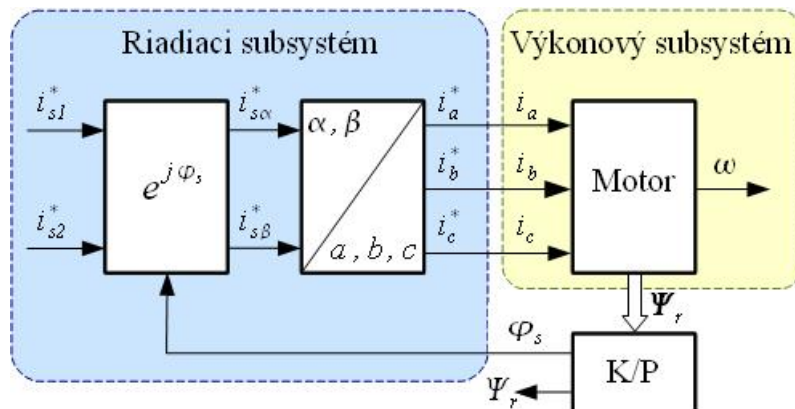 Riadiaci subsystém
Výkonový subsystém
i*s1
i*sα
i*a
ia
α, β
e^jφs
i*b
ib
Motor
ω
i*s2
i*sβ
i*c
ic
a, b, c
Ψr
φs
K/P
Ψr